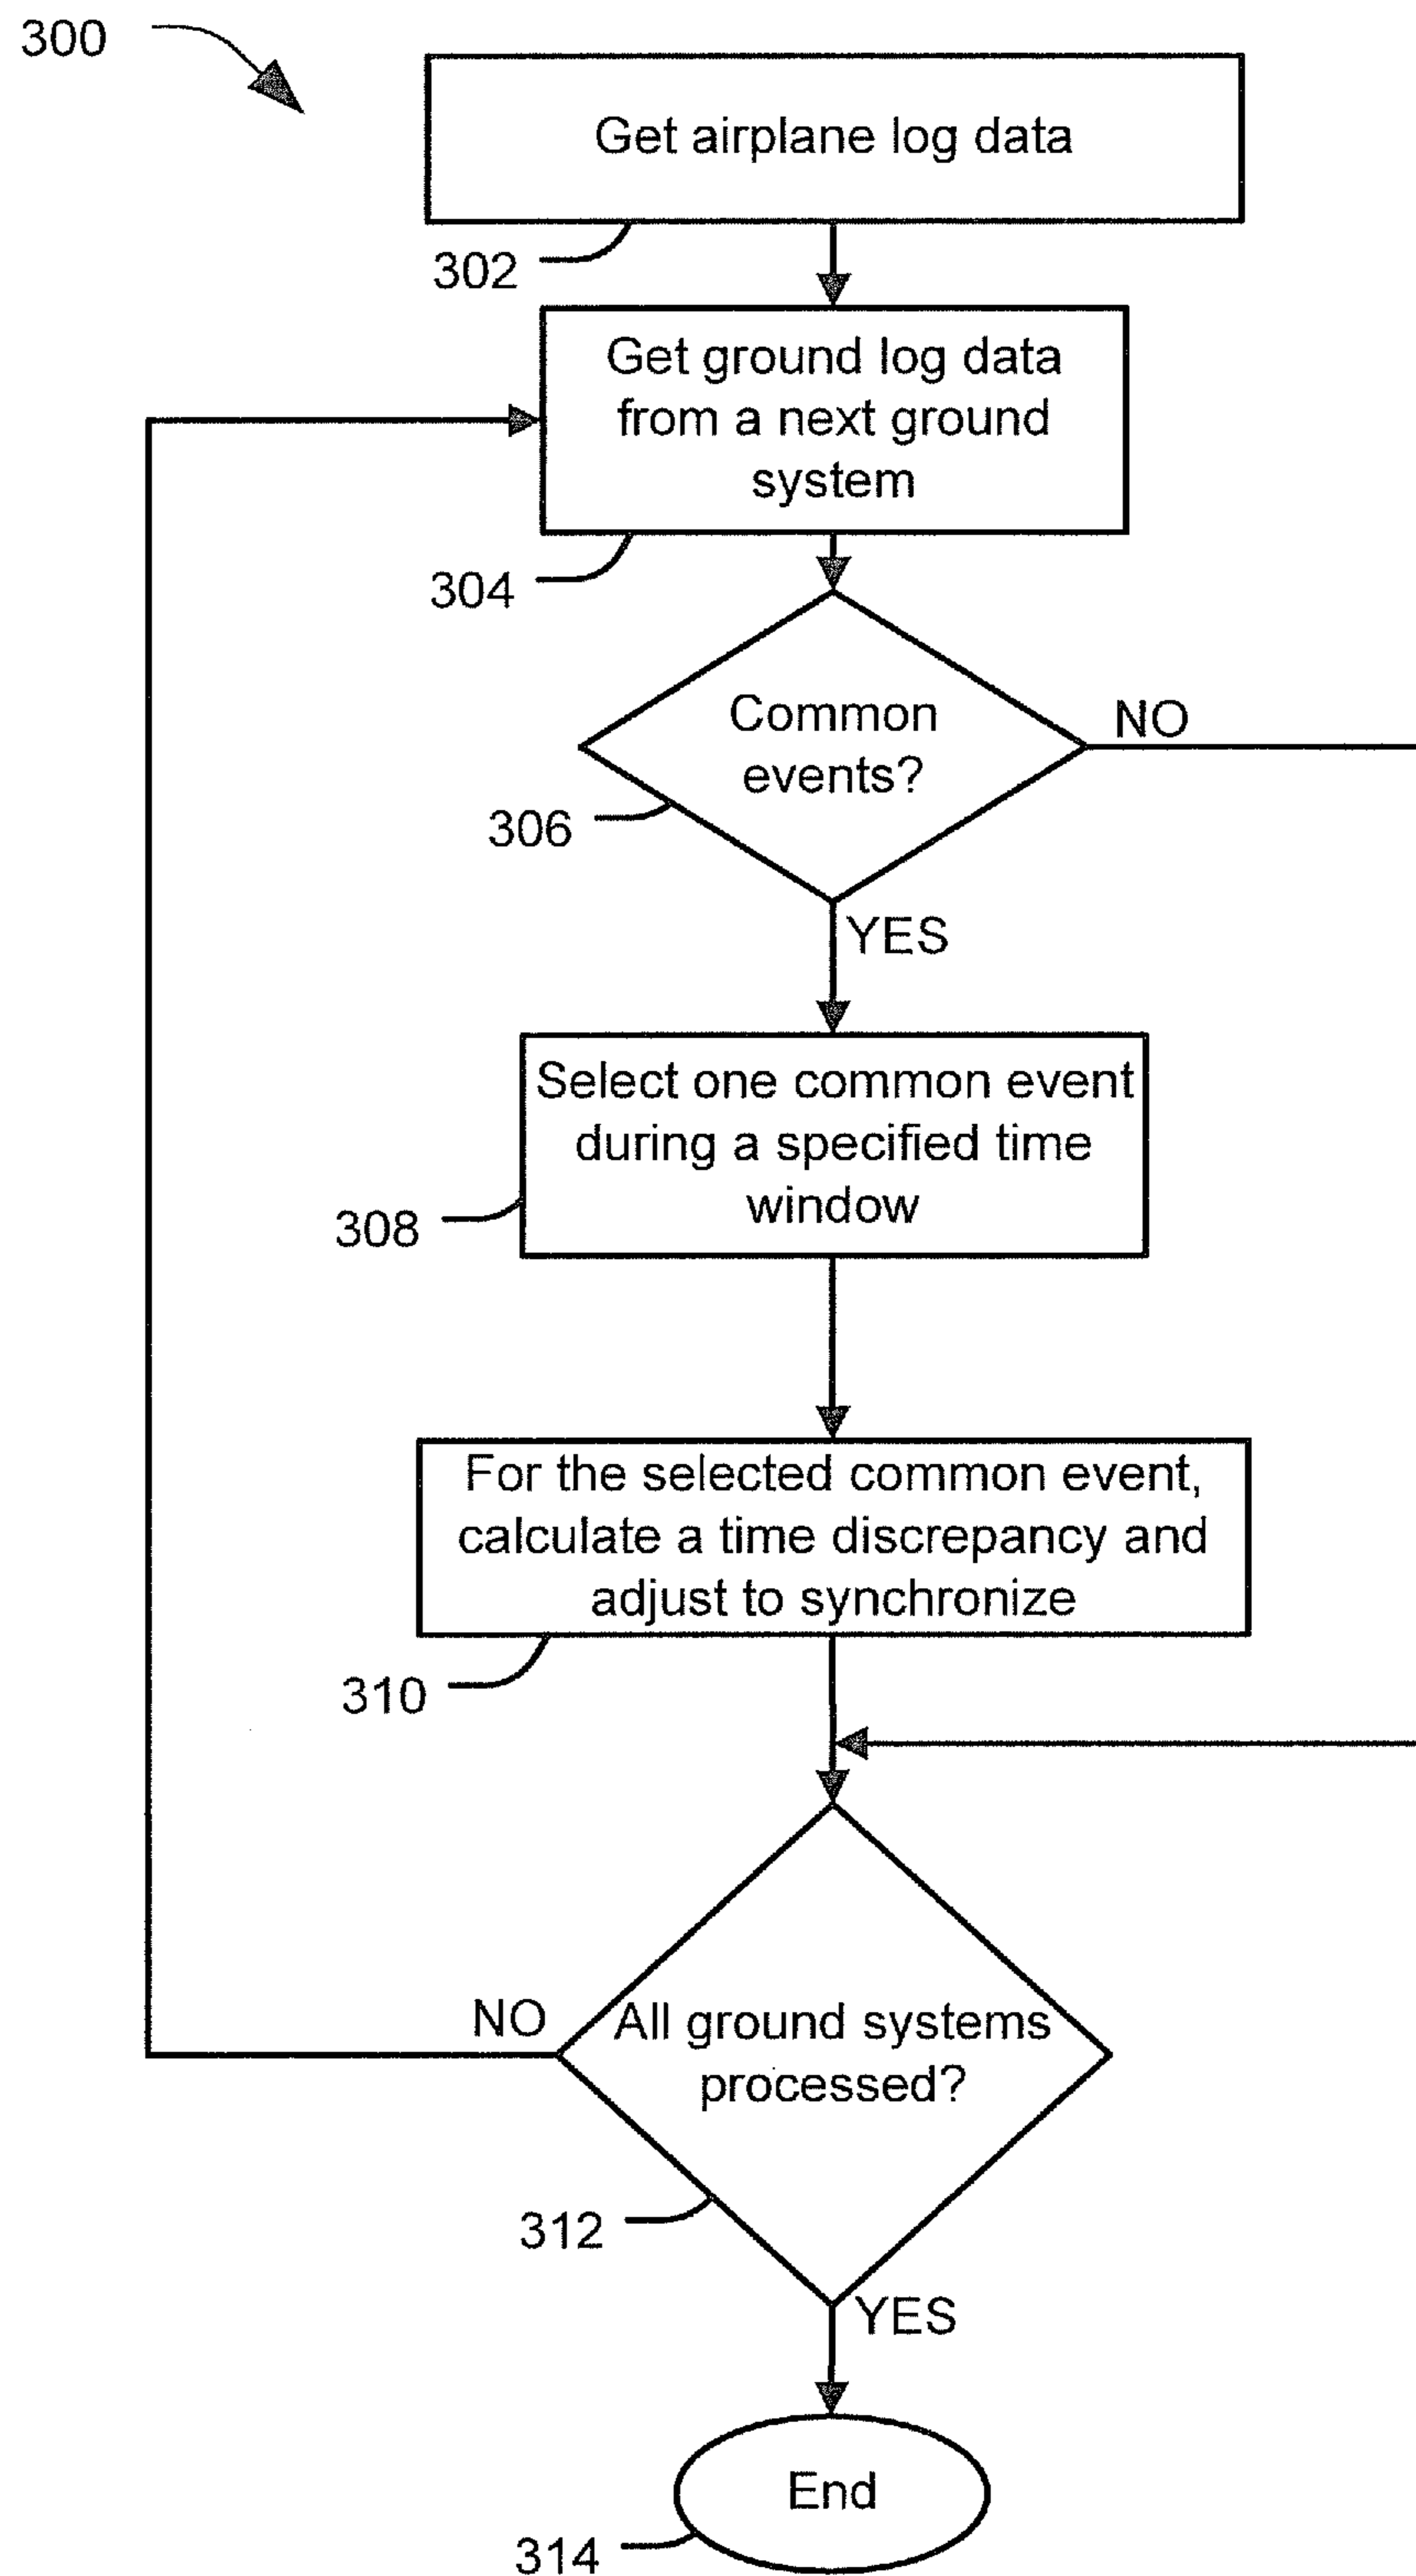 300
Get airplane log data
302
Get ground log data
from a next ground
system
304
Common
events?
NO
306
YES
Select one common event
during a specified time
window
308
For the selected common event,
calculate a time discrepancy and
adjust to synchronize
310
NO
All ground systems
processed?
312
YES
End
314